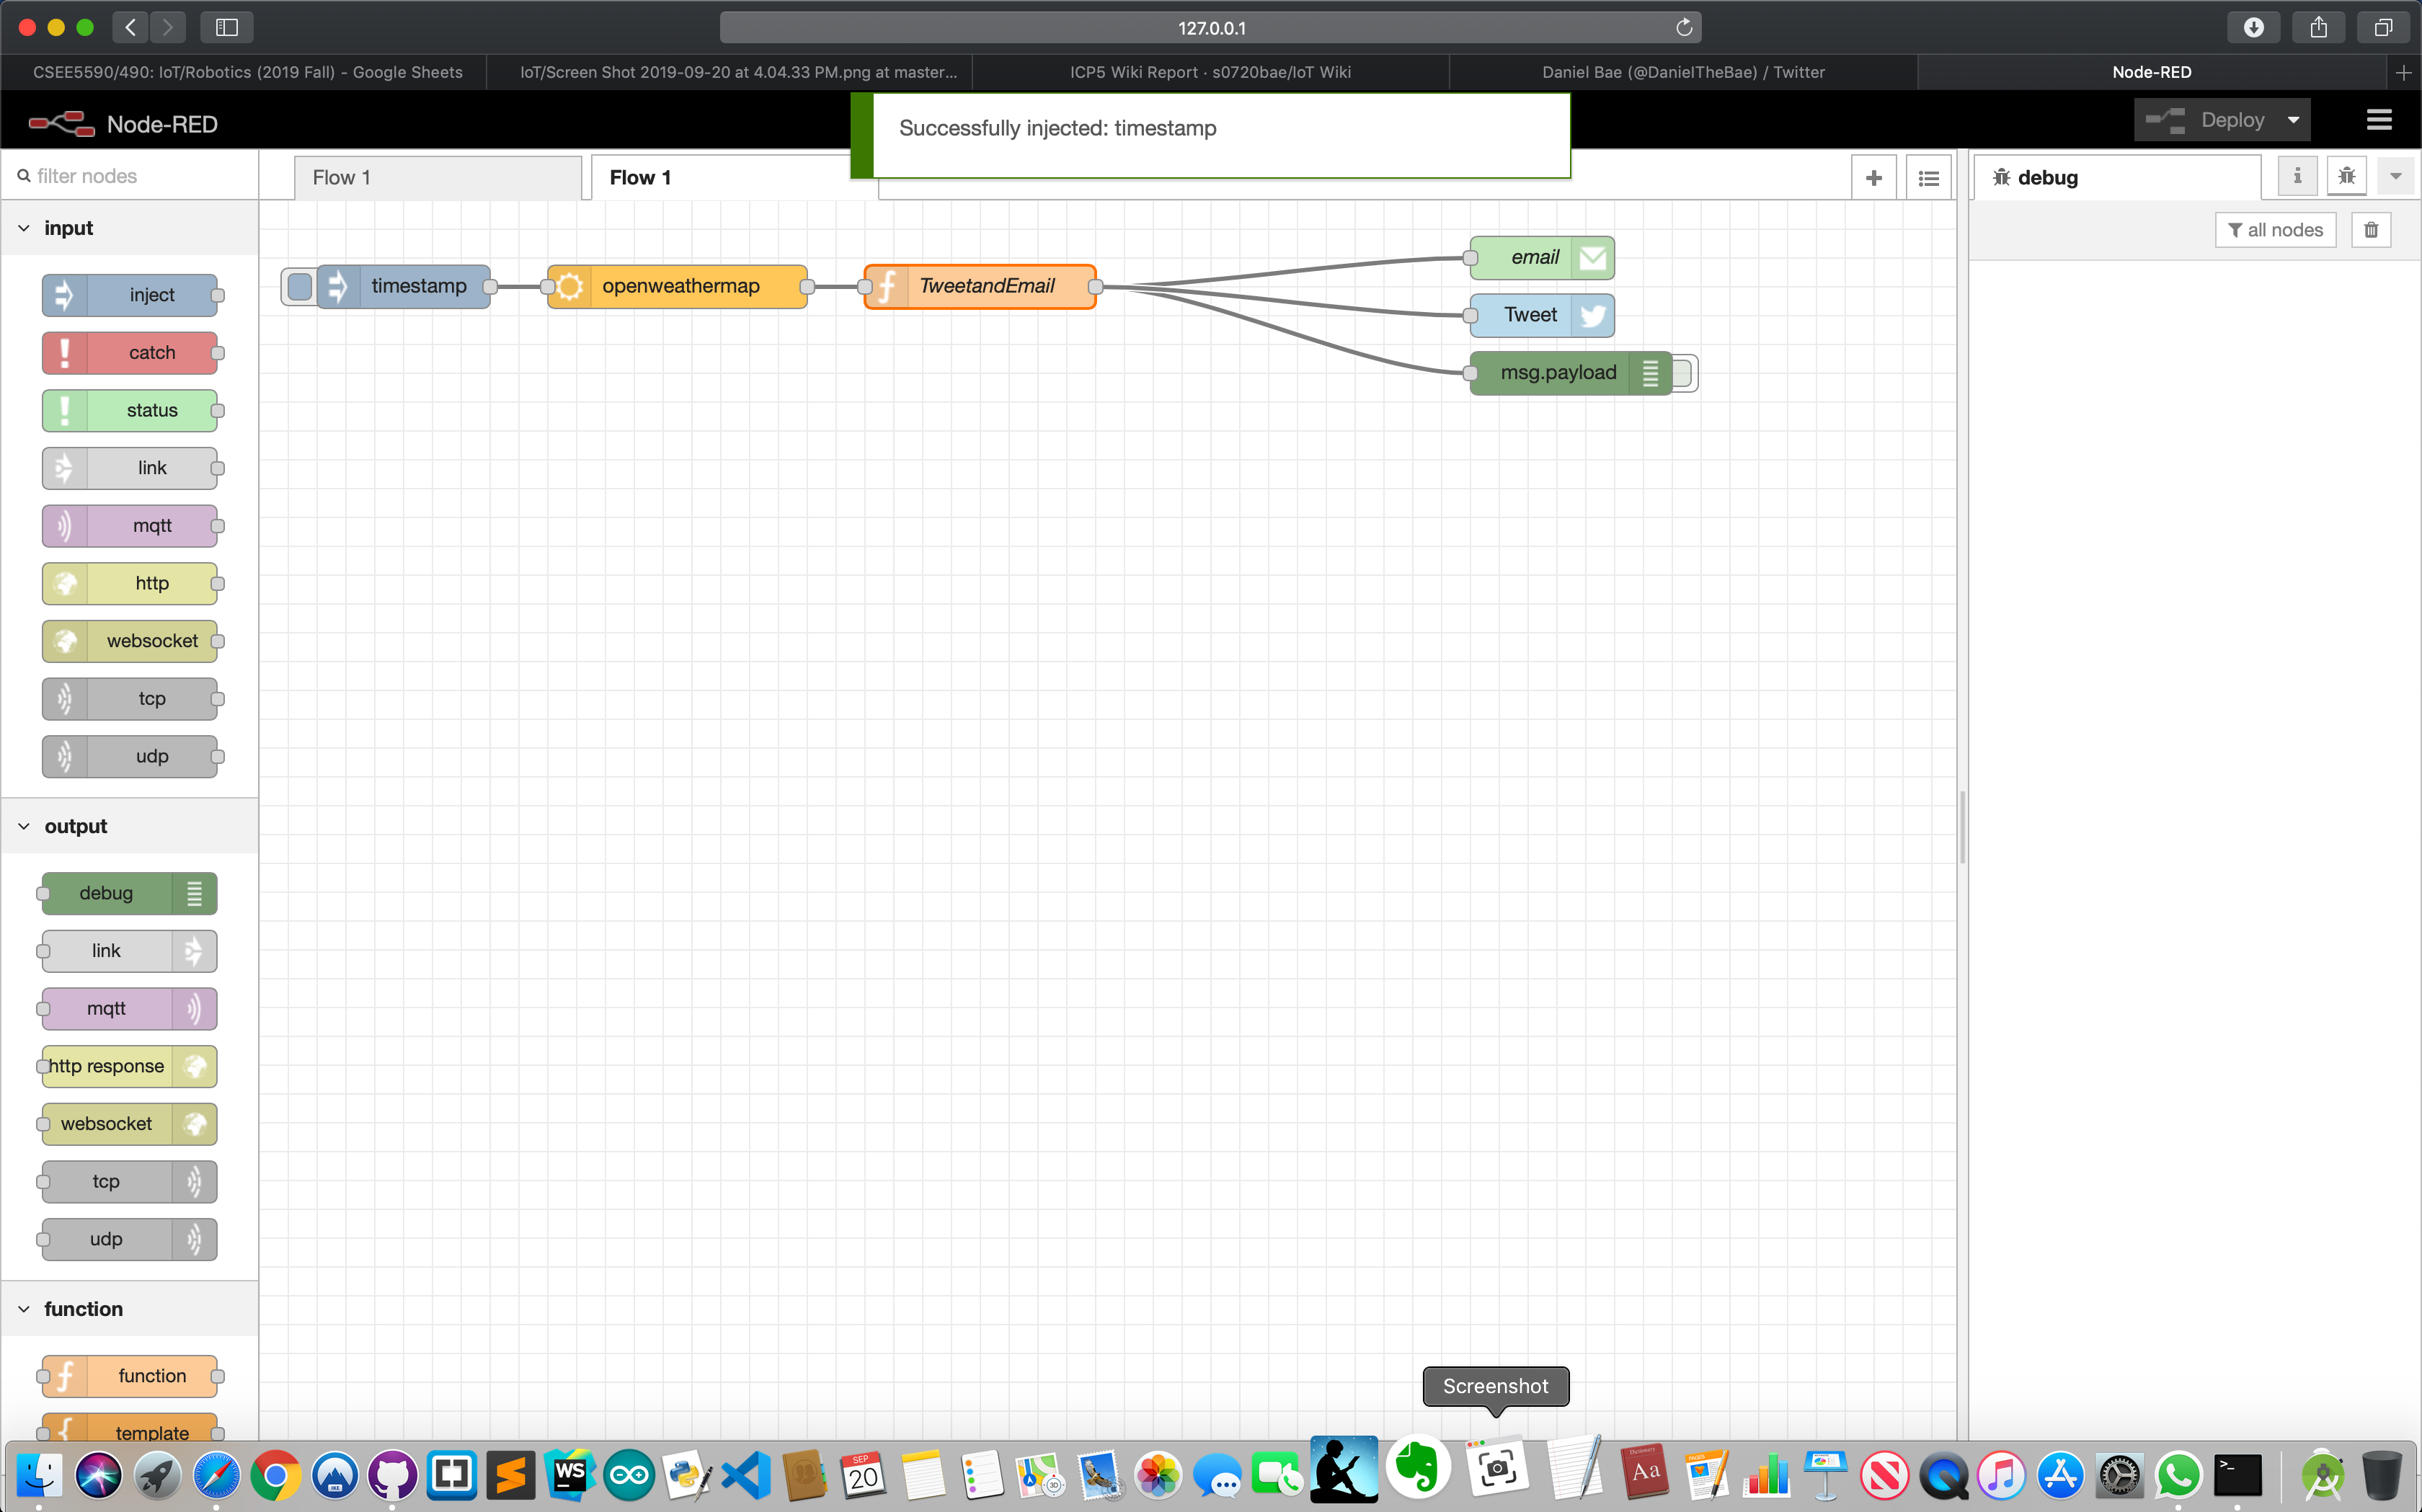 127.0.0.1
CSEE5590/490: IoT/Robotics (2019 Fall) - Google Sheets
IoT/Screen Shot 2019-09-20 at 4.04.33 PM.png at master...
ICP5 Wiki Report · s0720bae/IoT Wiki
Daniel Bae (@DanielTheBae) / Twitter
Node-RED
Node-RED
Successfully injected: timestamp
Deploy
filter nodes
Flow 1
Flow 1
debug
all nodes
input
inject
catch
status
link
mqtt
http
websocket
tcp
udp
output
debug
link
mqtt
http response
websocket
tcp
udp
function
function
template
timestamp
openweathermap
TweetandEmail
email
Tweet
msg.payload
Screenshot
WS
SEP
20
3D
Aa
PAGES
>_